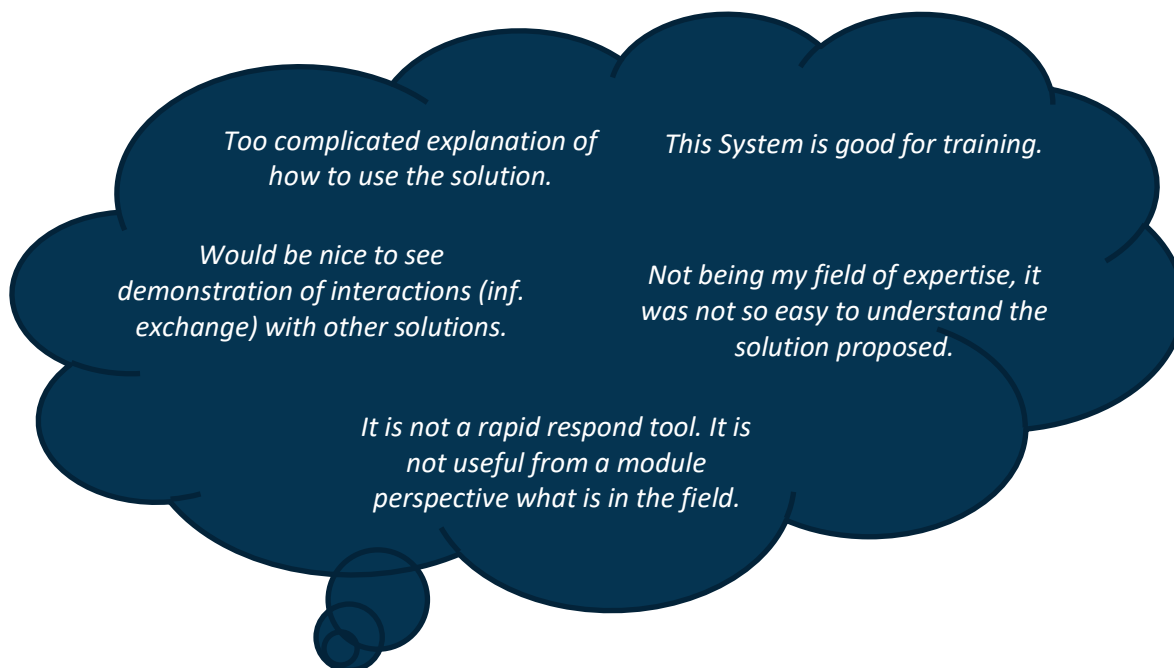 Too complicated explanation of
how to use the solution.
This System is good for training.
Would be nice to see
demonstration of interactions (inf.
exchange) with other solutions.
Not being my field of expertise, it
was not so easy to understand the
solution proposed.
It is not a rapid respond tool. It is
not useful from a module
perspective what is in the field.